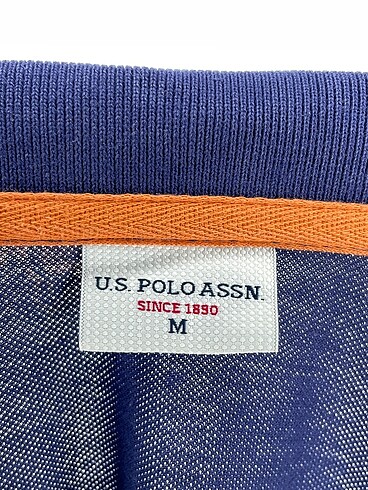 U.S. POLO ASSN.
SINCE 1890
M